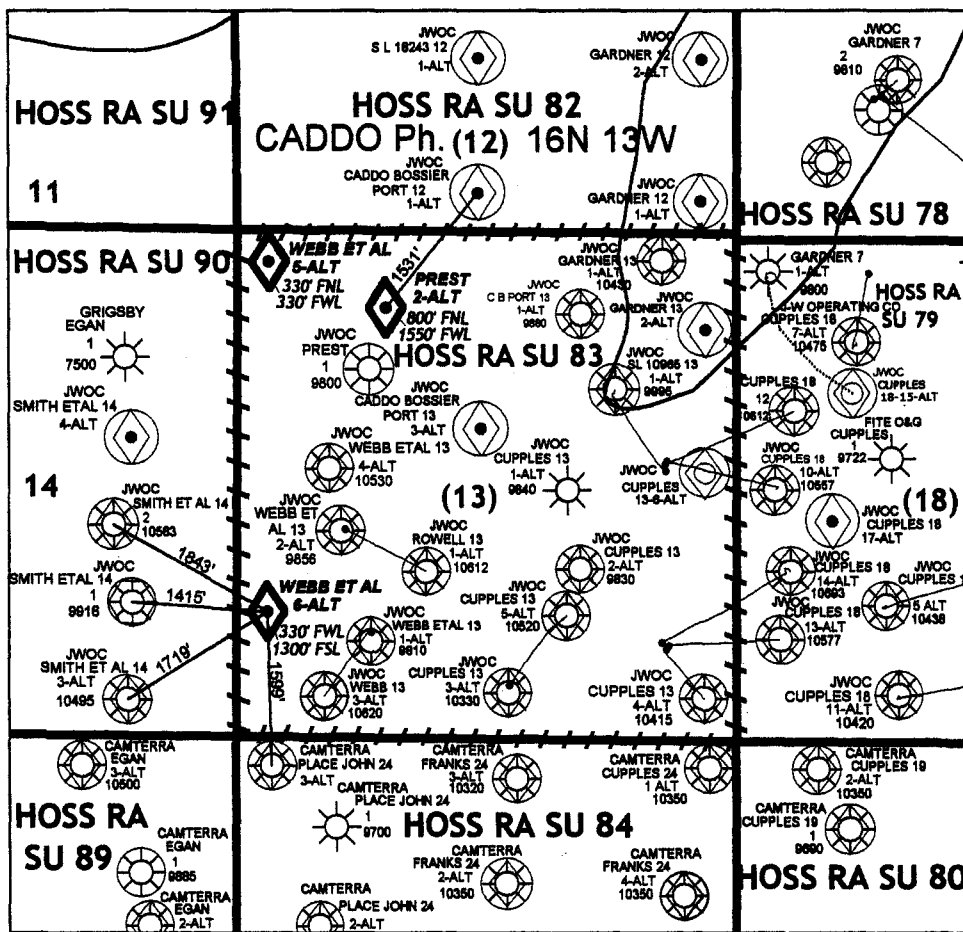 JWOC
S L 16243 12
1-ALT
JWOC
GARDNER 12
2-ALT
JWOC
GARDNER 7
2
9810
HOSS RA SU 91
HOSS RA SU 82
CADDO Ph. (12) 16N 13W
11
JWOC
CADDO BOSSIER
PORT 12
1-ALT
JWOC
GARDNER 12
1-ALT
HOSS RA SU 78
HOSS RA SU 90
WEBB ET AL
5-ALT
330' FNL
330' FWL
1531'
PREST
2-ALT
800' FNL
1550' FWL
JWOC
GARDNER 13
1-ALT
10430
GARDNER 7
1-ALT
9800
HOSS RA
SU 79
GRIGSBY
EGAN
1
7500
JWOC
C B PORT 13
1-ALT
9880
JWOC
GARDNER 13
2-ALT
J-W OPERATING CO
CUPPLES 18
7-ALT
10475
JWOC
PREST
1
9800
HOSS RA SU 83
JWOC
SL 10965 13
1-ALT
9995
JWOC
SMITH ETAL 14
4-ALT
JWOC
CADDO BOSSIER
PORT 13
3-ALT
CUPPLES 18
12
0612
JWOC
CUPPLES
18-15-ALT
FITE O&G
CUPPLES
1
9722
14
JWOC
WEBB ETAL 13
4-ALT
10530
JWOC
CUPPLES 13
1-ALT
9840
JWOC
CUPPLES
13-6-ALT
JWOC
CUPPLES 18
10-ALT
10557
(13)
(18)
JWOC
SMITH ET AL 14
2
10563
JWOC
WEBB ET
AL 13
2-ALT
9856
JWOC
ROWELL 13
1-ALT
10612
JWOC
CUPPLES 13
2-ALT
9830
JWOC
CUPPLES 18
17-ALT
1843'
JWOC
SMITH ETAL 14
1
9916
1415'
WEBB ET AL
6-ALT
330' FWL
1300' FSL
JWOC
CUPPLES 13
5-ALT
10520
JWOC
CUPPLES 18
14-ALT
10693
JWOC
CUPPLES 1
5 ALT
10438
JWOC
WEBB ETAL 13
1-ALT
9810
CUPPLES 18
13-ALT
10577
1719'
JWOC
SMITH ET AL 14
3-ALT
10495
1599'
JWOC
WEBB 13
3-ALT
10620
JWOC
CUPPLES 13
3-ALT
10330
JWOC
CUPPLES 13
4-ALT
10415
JWOC
CUPPLES 18
11-ALT
10420
CAMTERRA
EGAN
3-ALT
10500
CAMTERRA
PLACE JOHN 24
3-ALT
CAMTERRA
FRANKS 24
3-ALT
10320
CAMTERRA
CUPPLES 24
1 ALT
10350
CAMTERRA
CUPPLES 19
2-ALT
10350
HOSS RA
SU 89
CAMTERRA
PLACE JOHN 24
1
9700
HOSS RA SU 84
CAMTERRA
CUPPLES 19
1
9690
HOSS RA SU 80
CAMTERRA
EGAN
1
9885
CAMTERRA
FRANKS 24
2-ALT
10350
CAMTERRA
FRANKS 24
4-ALT
10350
CAMTERRA
EGAN
2-ALT
CAMTERRA
PLACE JOHN 24
2-ALT